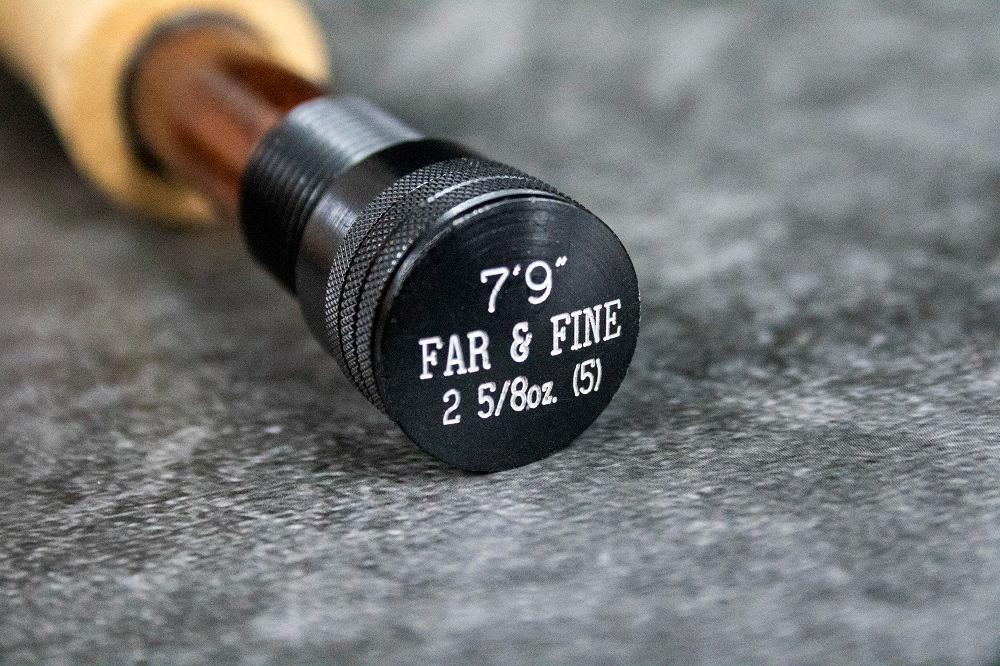 7'9"
FAR & FINE
2 5/8oz. (5)